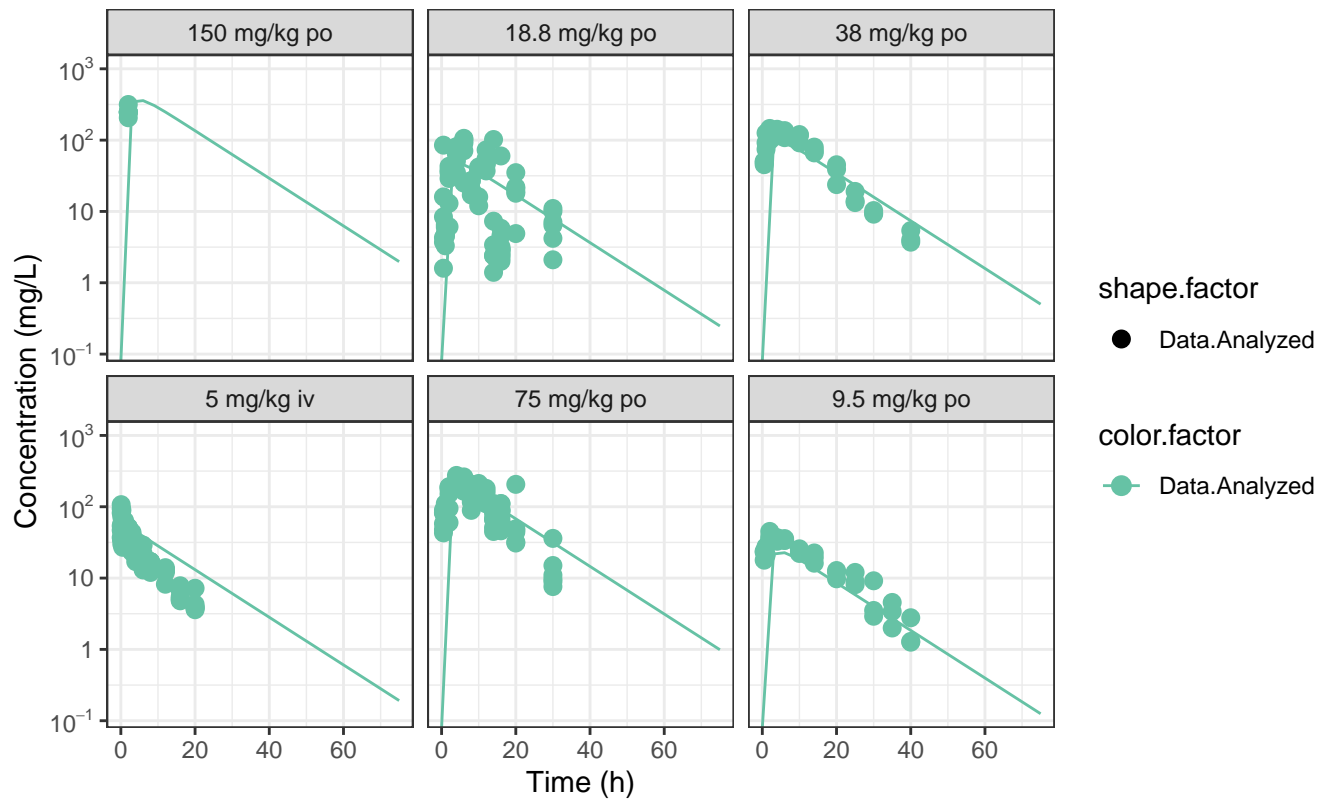 150 mg/kg po
18.8 mg/kg po
38 mg/kg po
10³
10²
10
1
10⁻¹
5 mg/kg iv
75 mg/kg po
9.5 mg/kg po
10³
10²
10
1
10⁻¹
0 20 40 60
0 20 40 60
0 20 40 60
Time (h)
Concentration (mg/L)
shape.factor
Data.Analyzed
color.factor
Data.Analyzed